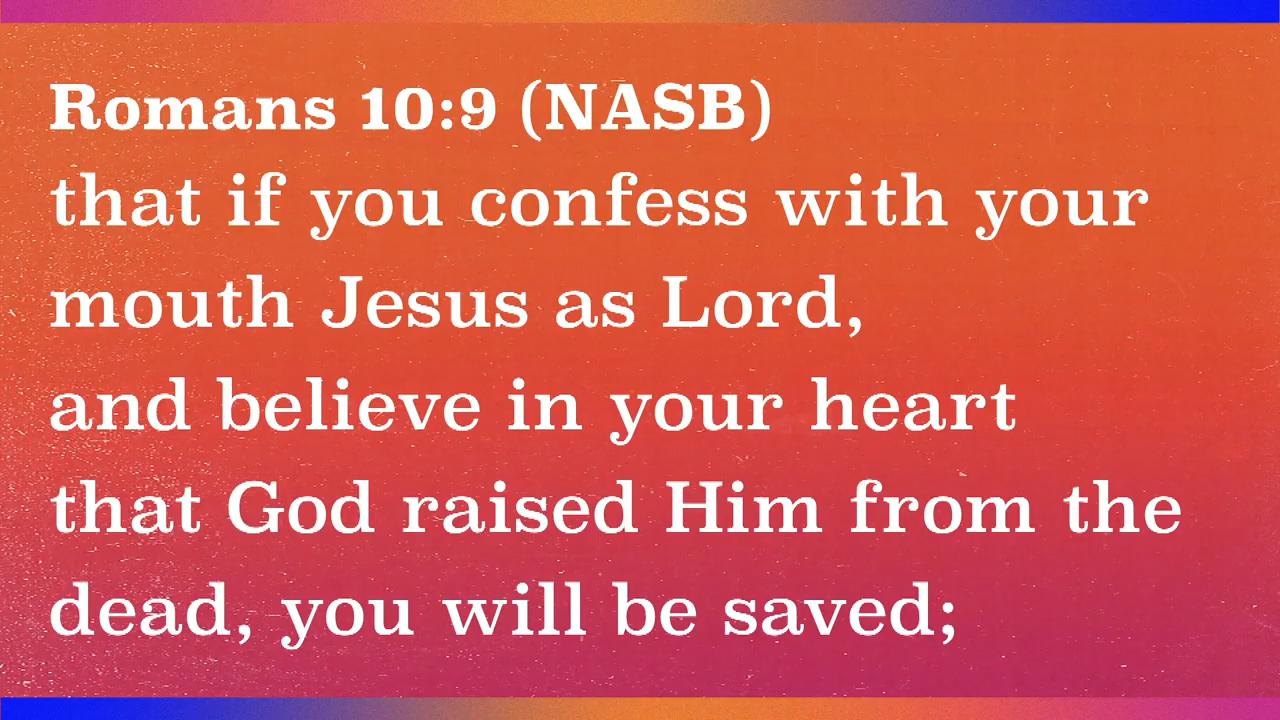 Romans 10:9 (NASB)
that if you confess with your
mouth Jesus as Lord,
and believe in your heart
that God raised Him from the
dead, you will be saved;